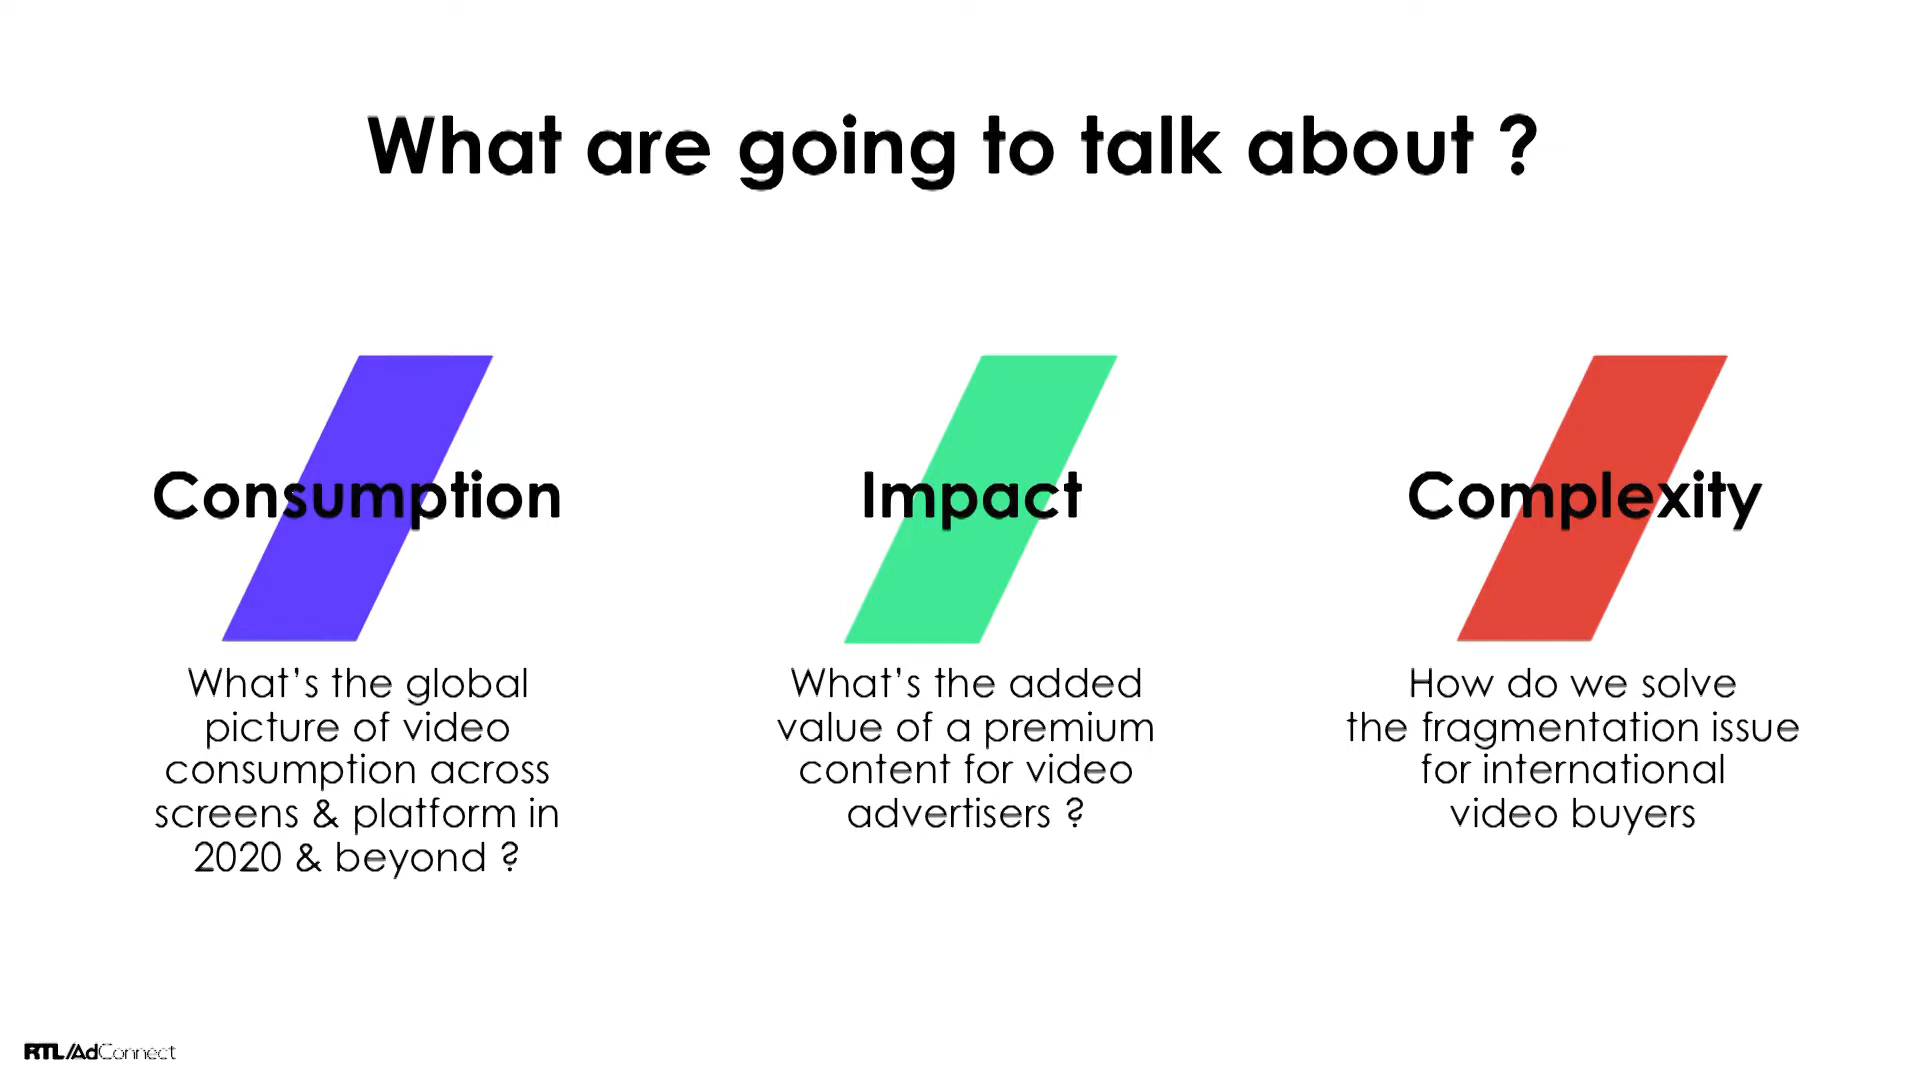 What are going to talk about ?
Consumption
What’s the global
picture of video
consumption across
screens & platform in
2020 & beyond ?
Impact
What’s the added
value of a premium
content for video
advertisers ?
Complexity
How do we solve
the fragmentation issue
for international
video buyers
RTL/AdConnect